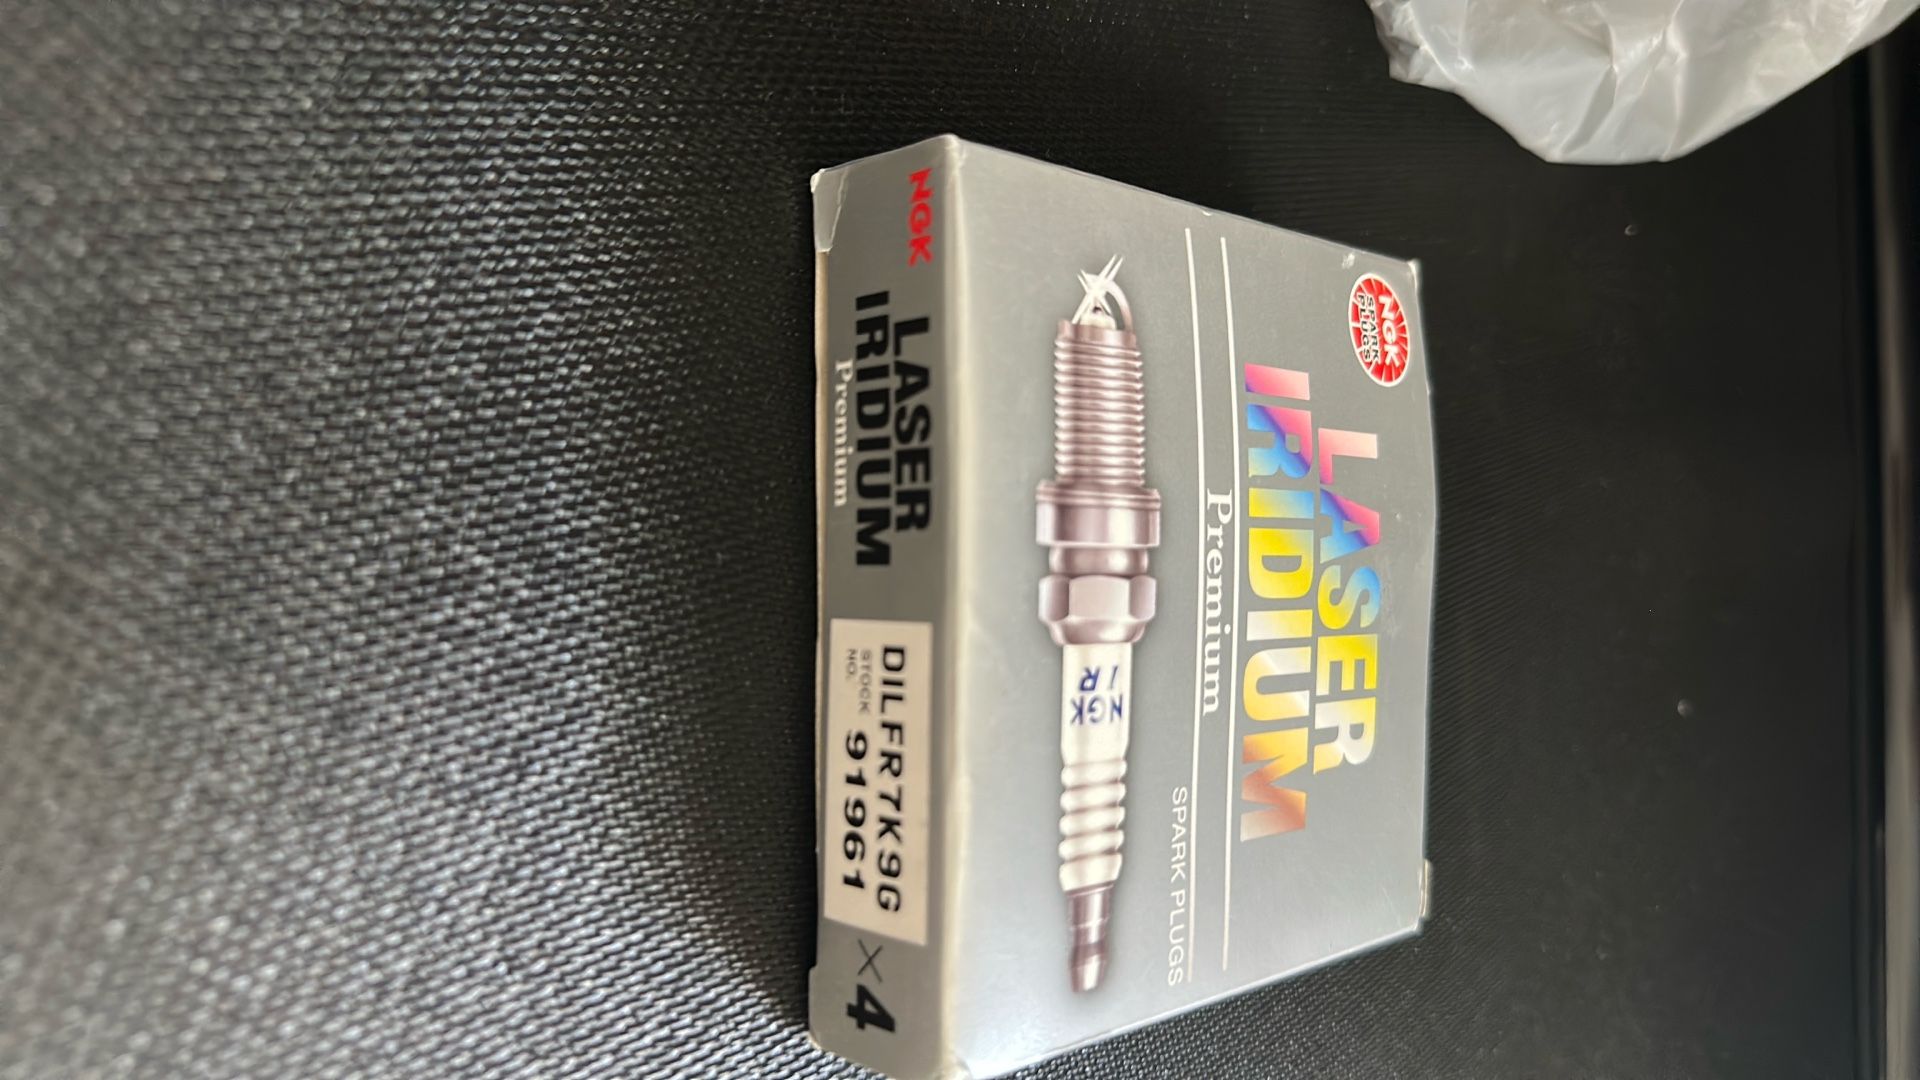 NGK
SPARK
PLUGS
LASER
IRIDIUM
Premium
SPARK PLUGS
NGK
IR
NGK
LASER
IRIDIUM
Premium
DILFR7K9G
STOCK
NO. 91961
×4